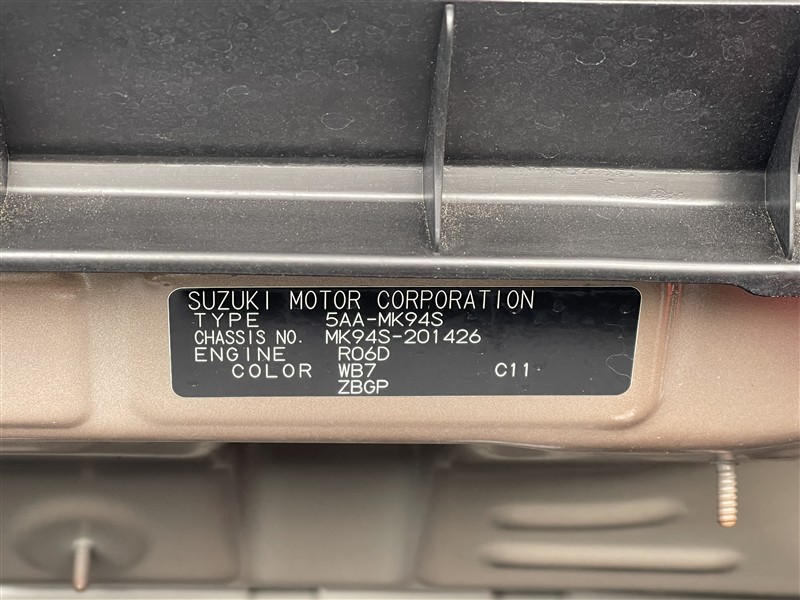 SUZUKI MOTOR CORPORATION
TYPE 5AA-MK94S
CHASSIS NO. MK94S-201426
ENGINE R06D
COLOR WB7 C11
ZBGP